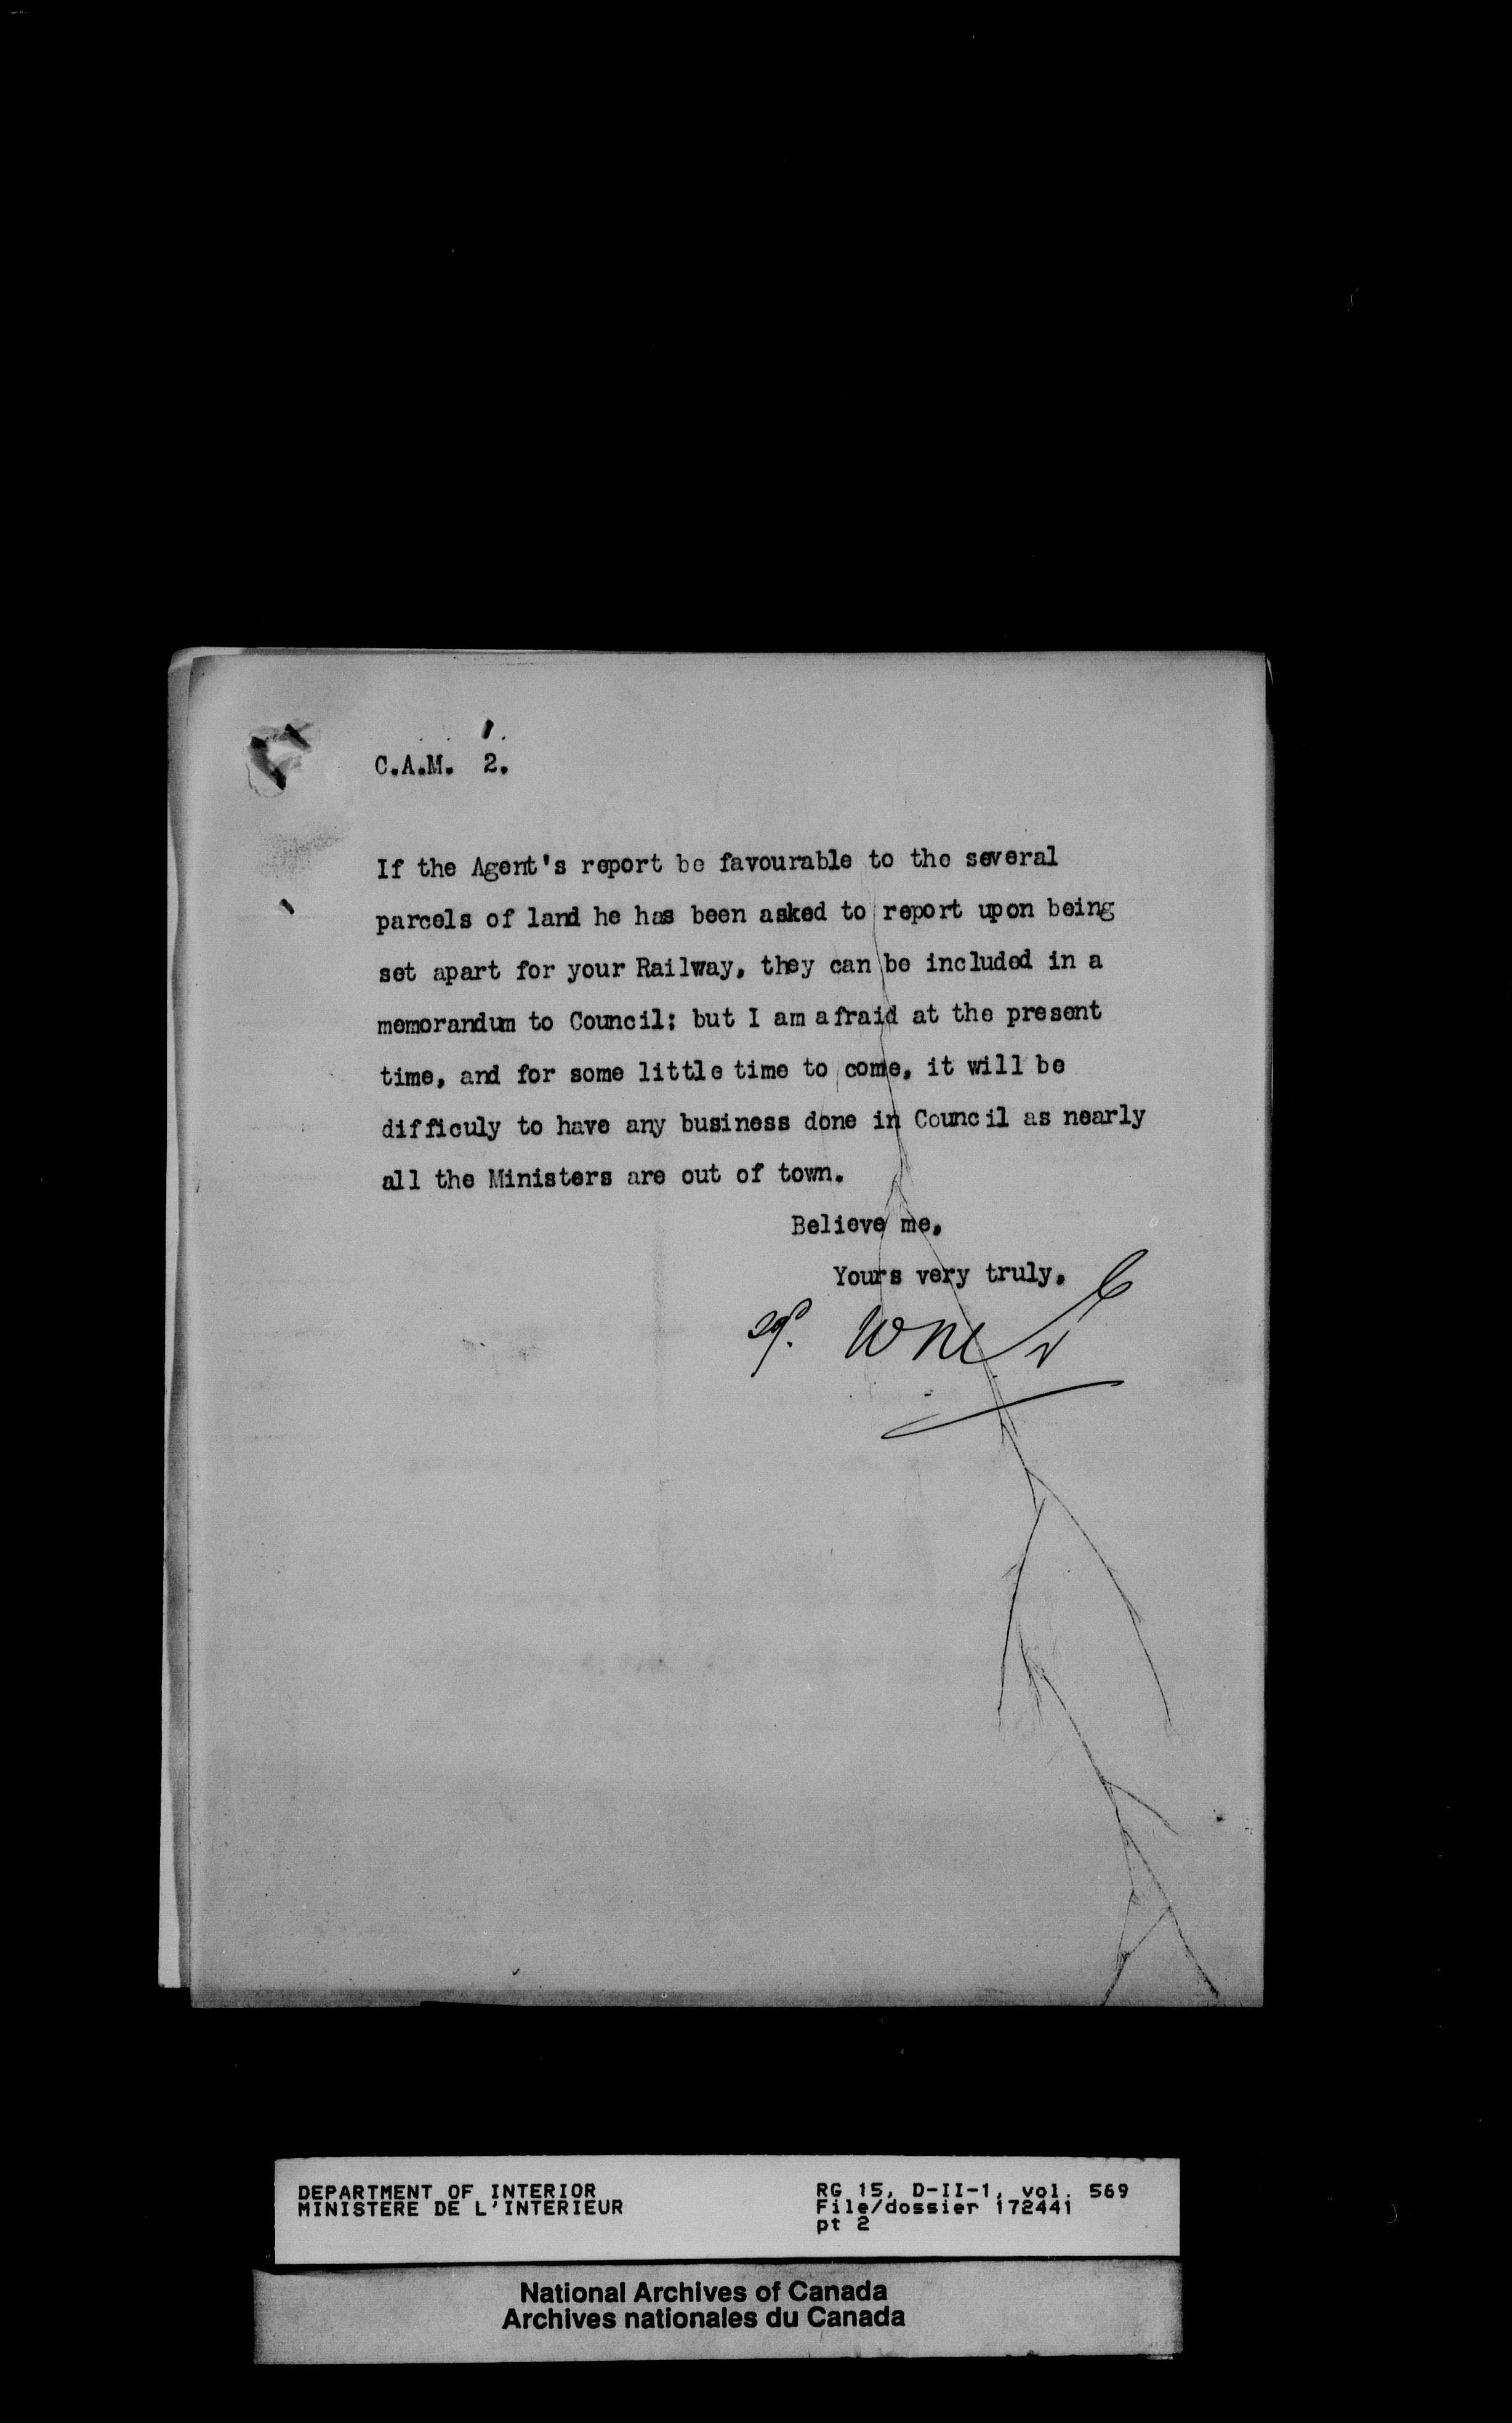 C.A.M. 2.
If the Agent's report be favourable to the several
parcels of land he has been asked to report upon being
set apart for your Railway, they can be included in a
memorandum to Council: but I am afraid at the present
time, and for some little time to come, it will be
difficuly to have any business done in Council as nearly
all the Ministers are out of town.
Believe me,
Yours very truly,
DEPARTMENT OF INTERIOR
MINISTERE DE L'INTERIEUR
RG 15, D-II-1, vol. 569
File/dossier 172441
pt 2
National Archives of Canada
Archives nationales du Canada